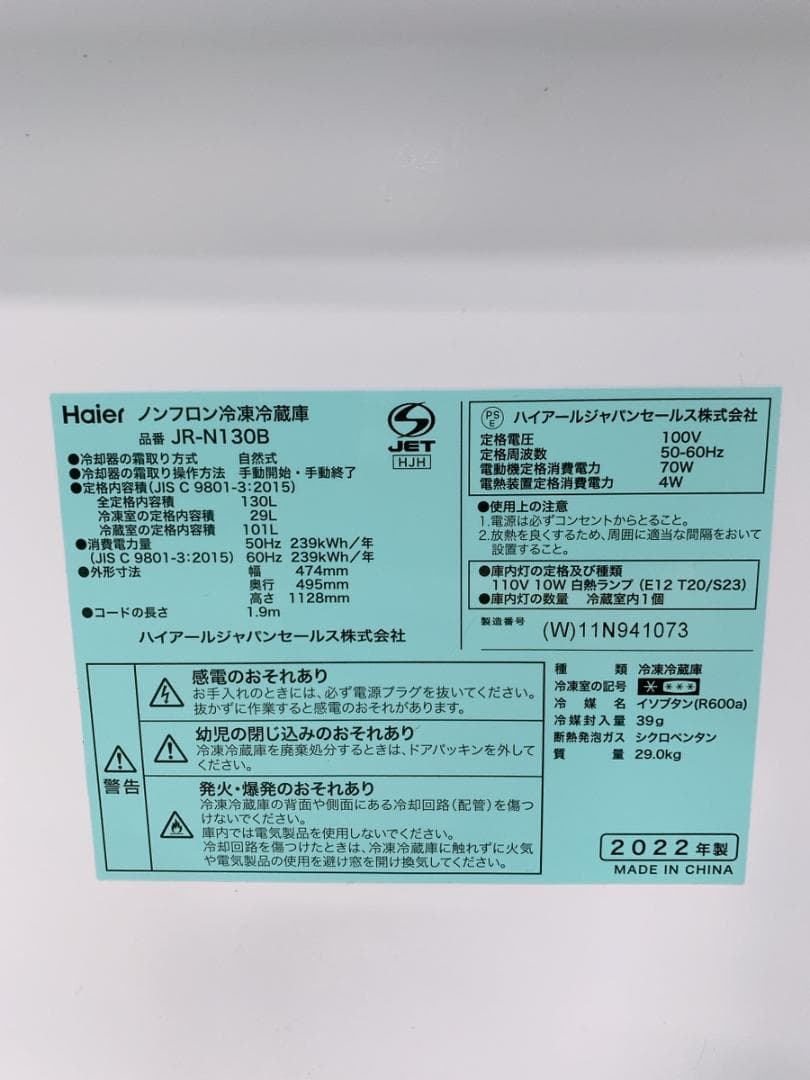 Haier ノンフロン冷凍冷蔵庫
品番 JR-N130B
●冷却器の霜取り方式 自然式
●冷却器の霜取り操作方法 手動開始・手動終了
●定格内容積(JIS C 9801-3:2015)
全定格内容積 130L
冷凍室の定格内容積 29L
冷蔵室の定格内容積 101L
●消費電力量 50Hz 239kWh/年
(JIS C 9801-3:2015) 60Hz 239kWh/年
●外形寸法 幅 474mm
奥行 495mm
高さ 1128mm
●コードの長さ 1.9m
ハイアールジャパンセールス株式会社
JET
HJH
PS
E
ハイアールジャパンセールス株式会社
定格電圧 100V
定格周波数 50-60Hz
電動機定格消費電力 70W
電熱装置定格消費電力 4W
●使用上の注意
1.電源は必ずコンセントからとること。
2.放熱を良くするため、周囲に適当な間隔をおいて
設置すること。
●庫内灯の定格及び種類
110V 10W 白熱ランプ (E12 T20/S23)
●庫内灯の数量 冷蔵室内1個
製造番号 (W)11N941073
警告
感電のおそれあり
お手入れのときには、必ず電源プラグを抜いてください。
抜かずに作業すると感電のおそれがあります。
幼児の閉じ込みのおそれあり
冷凍冷蔵庫を廃棄処分するときは、ドアパッキンを外して
ください。
発火・爆発のおそれあり
冷凍冷蔵庫の背面や側面にある冷却回路(配管)を傷つ
けないでください。
庫内では電気製品を使用しないでください。
冷却回路を傷つけたときは、冷凍冷蔵庫に触れずに火気
や電気製品の使用を避け窓を開け換気してください。
種類 冷凍冷蔵庫
冷凍室の記号 * ***
冷媒名 イソブタン(R600a)
冷媒封入量 39g
断熱発泡ガス シクロペンタン
質量 29.0kg
2022年製
MADE IN CHINA